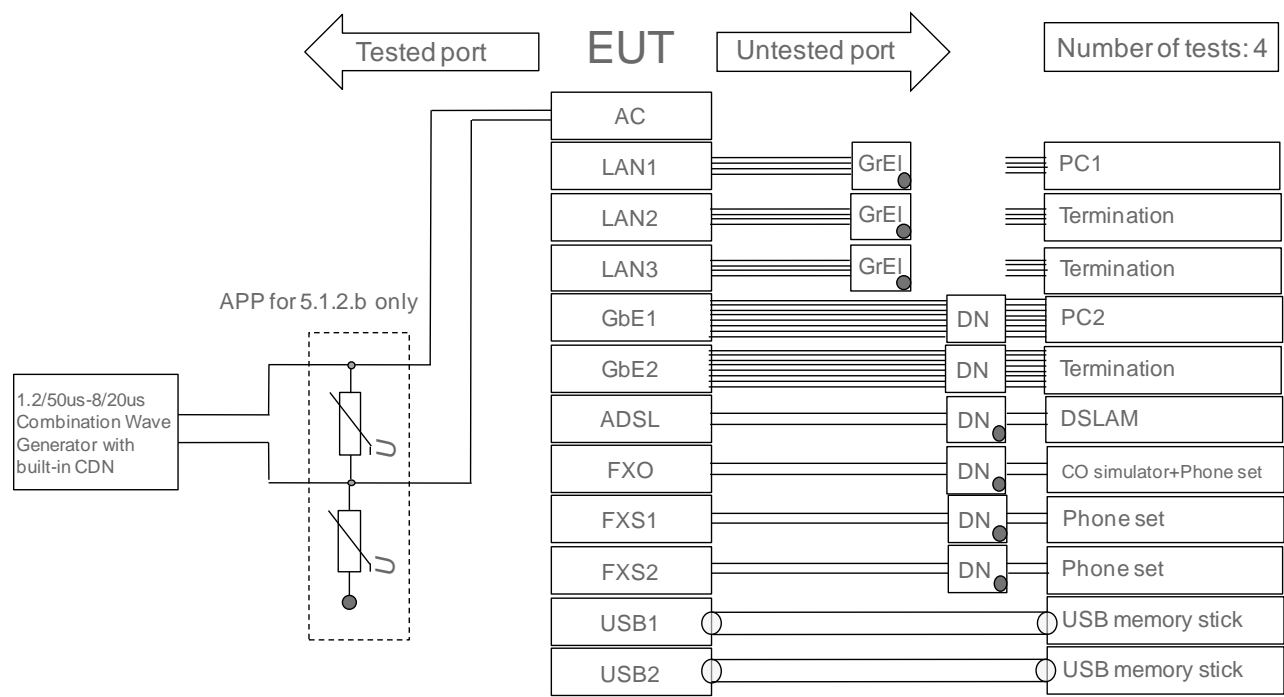 Tested port
EUT
Untested port
Number of tests: 4
AC
LAN1
GrEl
PC1
LAN2
GrEl
Termination
LAN3
GrEl
Termination
APP for 5.1.2.b only
GbE1
DN
PC2
GbE2
DN
Termination
1.2/50us-8/20us
Combination Wave
Generator with
built-in CDN
U
U
ADSL
DN
DSLAM
FXO
DN
CO simulator+Phone set
FXS1
DN
Phone set
FXS2
DN
Phone set
USB1
USB memory stick
USB2
USB memory stick